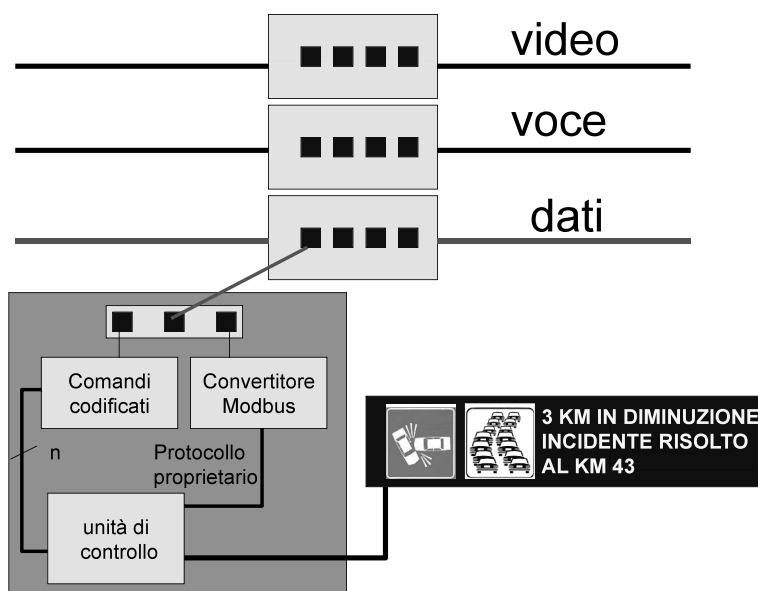 video
voce
dati
Comandi
codificati
Convertitore
Modbus
n
Protocollo
proprietario
unità di
controllo
3 KM IN DIMINUZIONE
INCIDENTE RISOLTO
AL KM 43